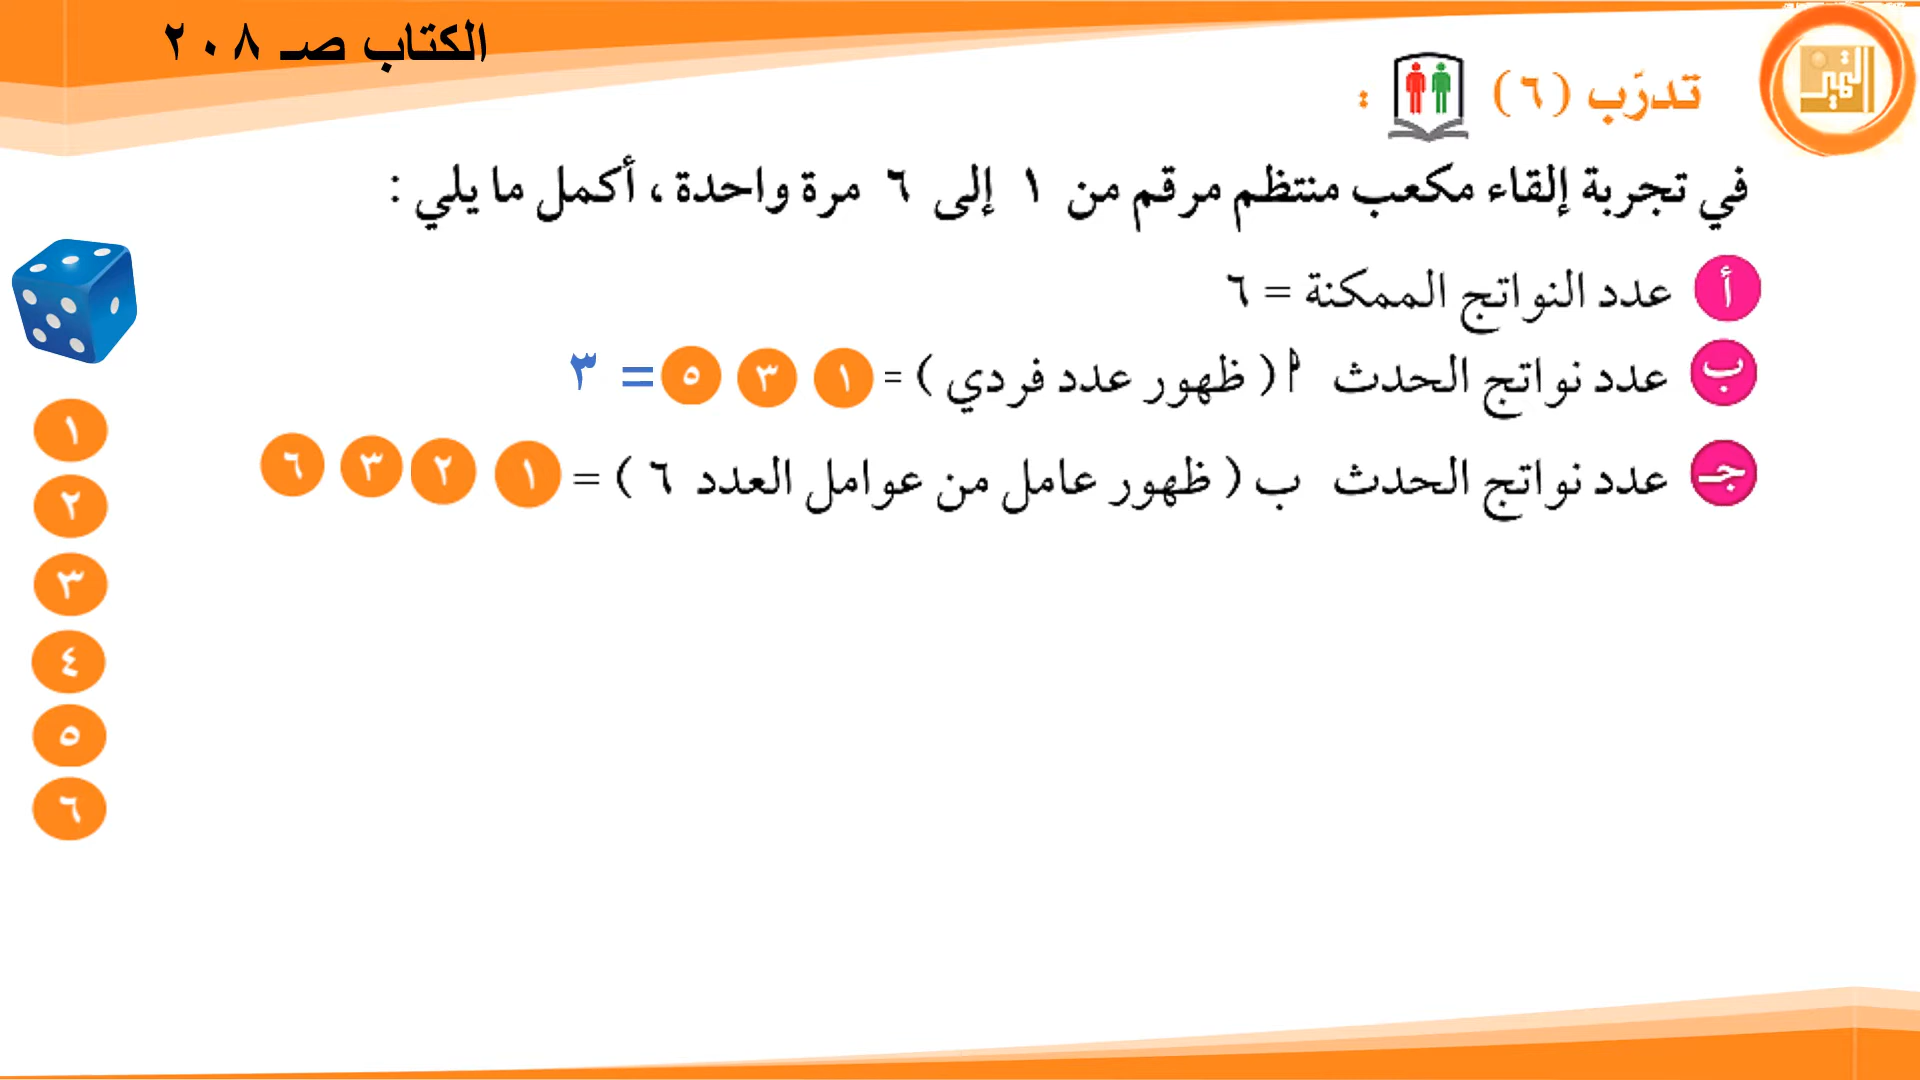 الكتاب صـ ٢٠٨
التميز
تدرّب (٦) :
في تجربة إلقاء مكعب منتظم مرقم من ١ إلى ٦ مرة واحدة ، أكمل ما يلي :
أ عدد النواتج الممكنة = ٦
ب عدد نواتج الحدث أ ( ظهور عدد فردي ) = ١ ٣ ٥ = ٣
جـ عدد نواتج الحدث ب ( ظهور عامل من عوامل العدد ٦ ) = ١ ٢ ٣ ٦
١
٢
٣
٤
٥
٦